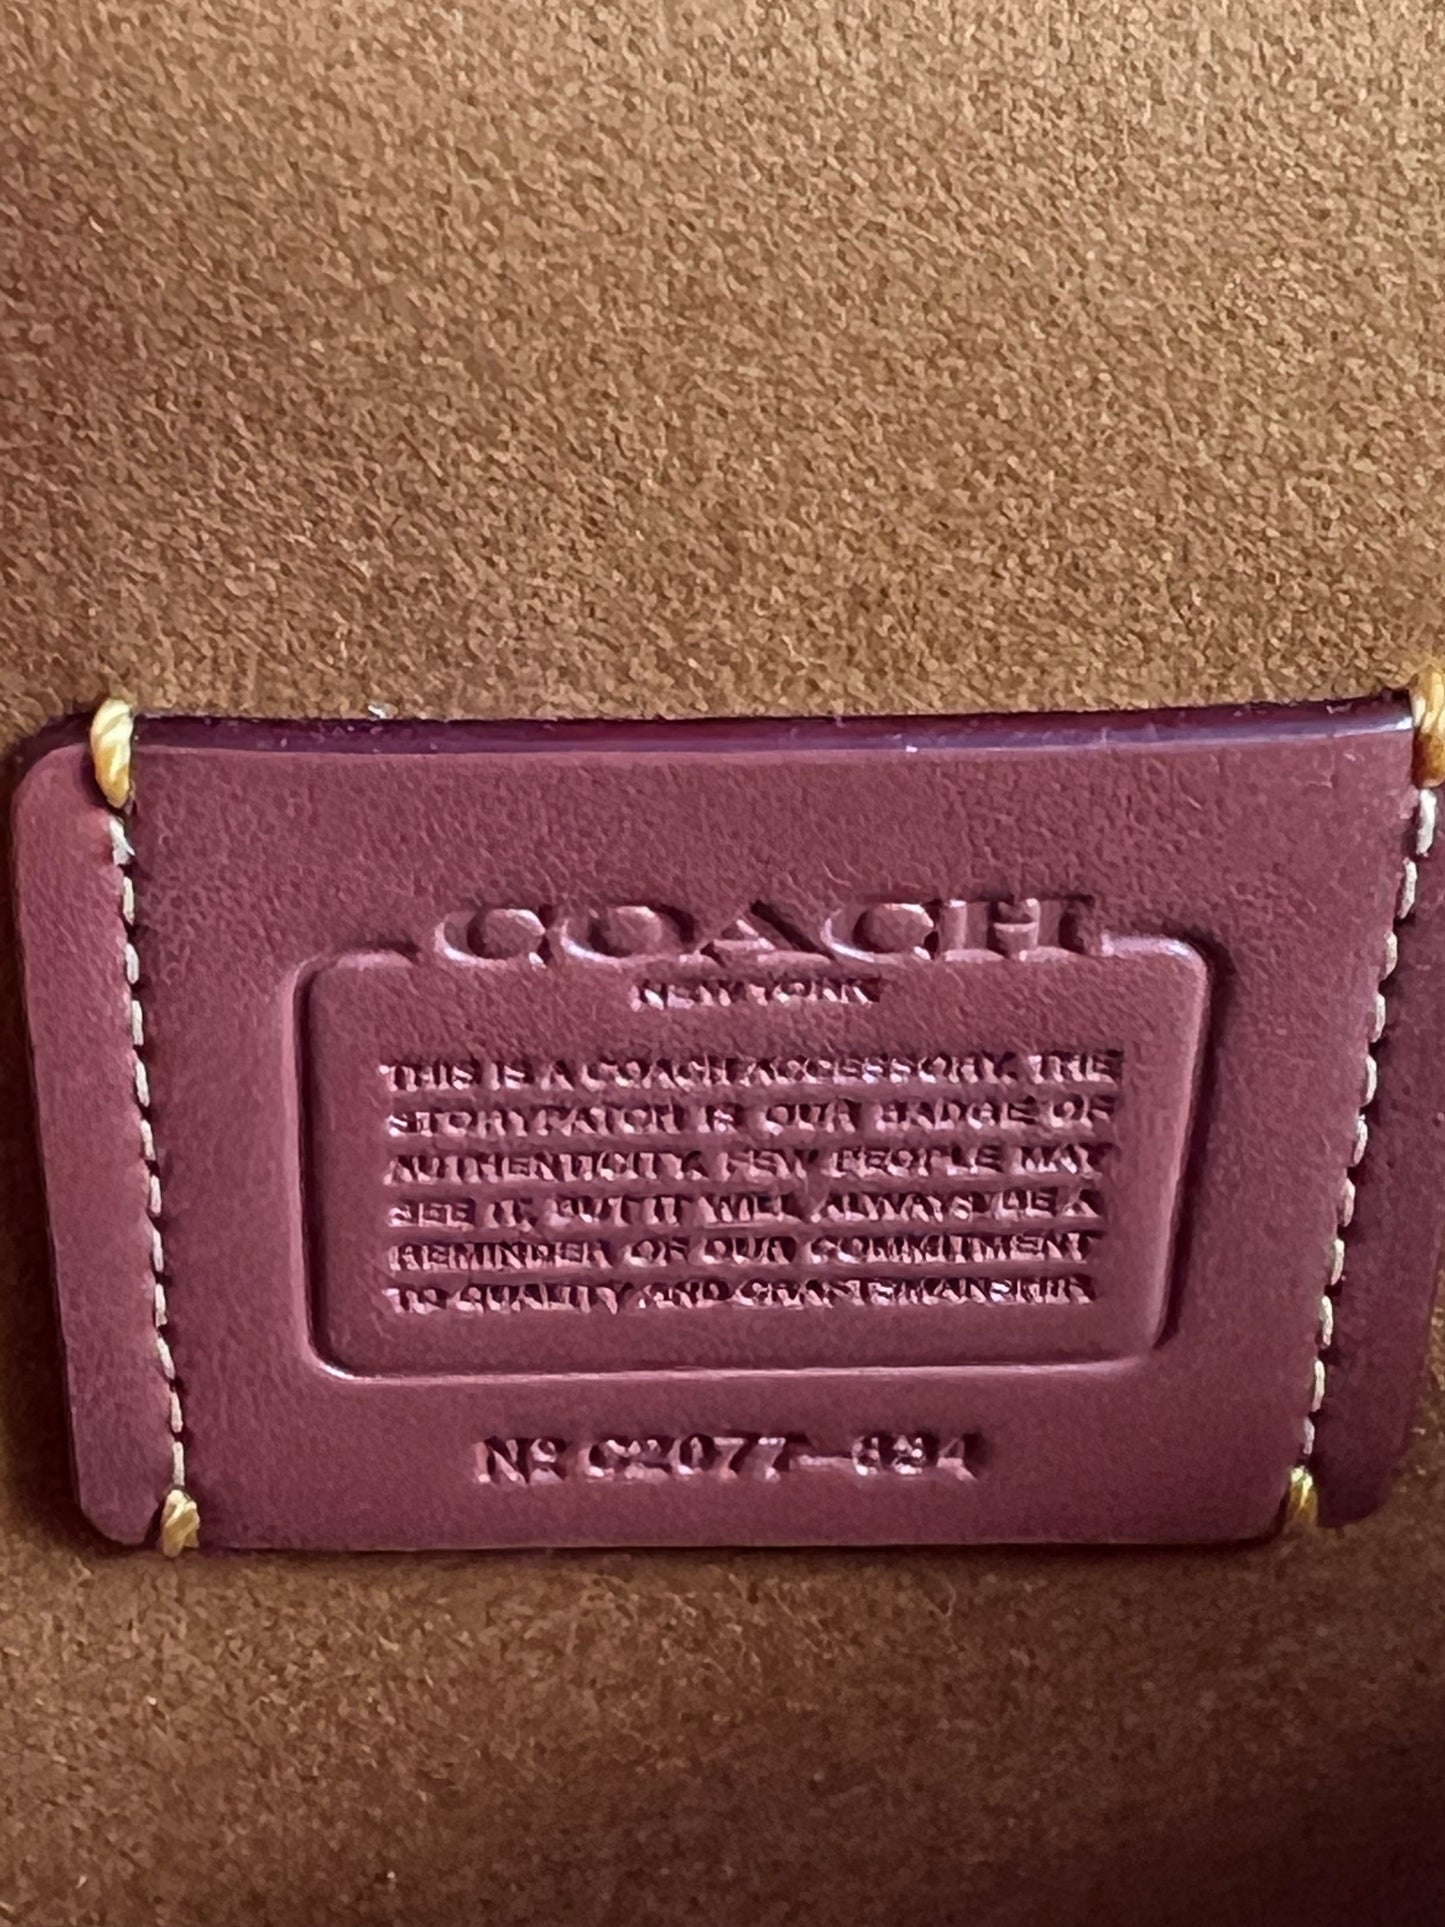 COACH
NEW YORK
THIS IS A COACH ACCESSORY. THE
STORYPATCH IS OUR BADGE OF
AUTHENTICITY. FEW PEOPLE MAY
SEE IT, BUT IT WILL ALWAYS BE A
REMINDER OF OUR COMMITMENT
TO QUALITY AND CRAFTSMANSHIP.
Nº C2077-